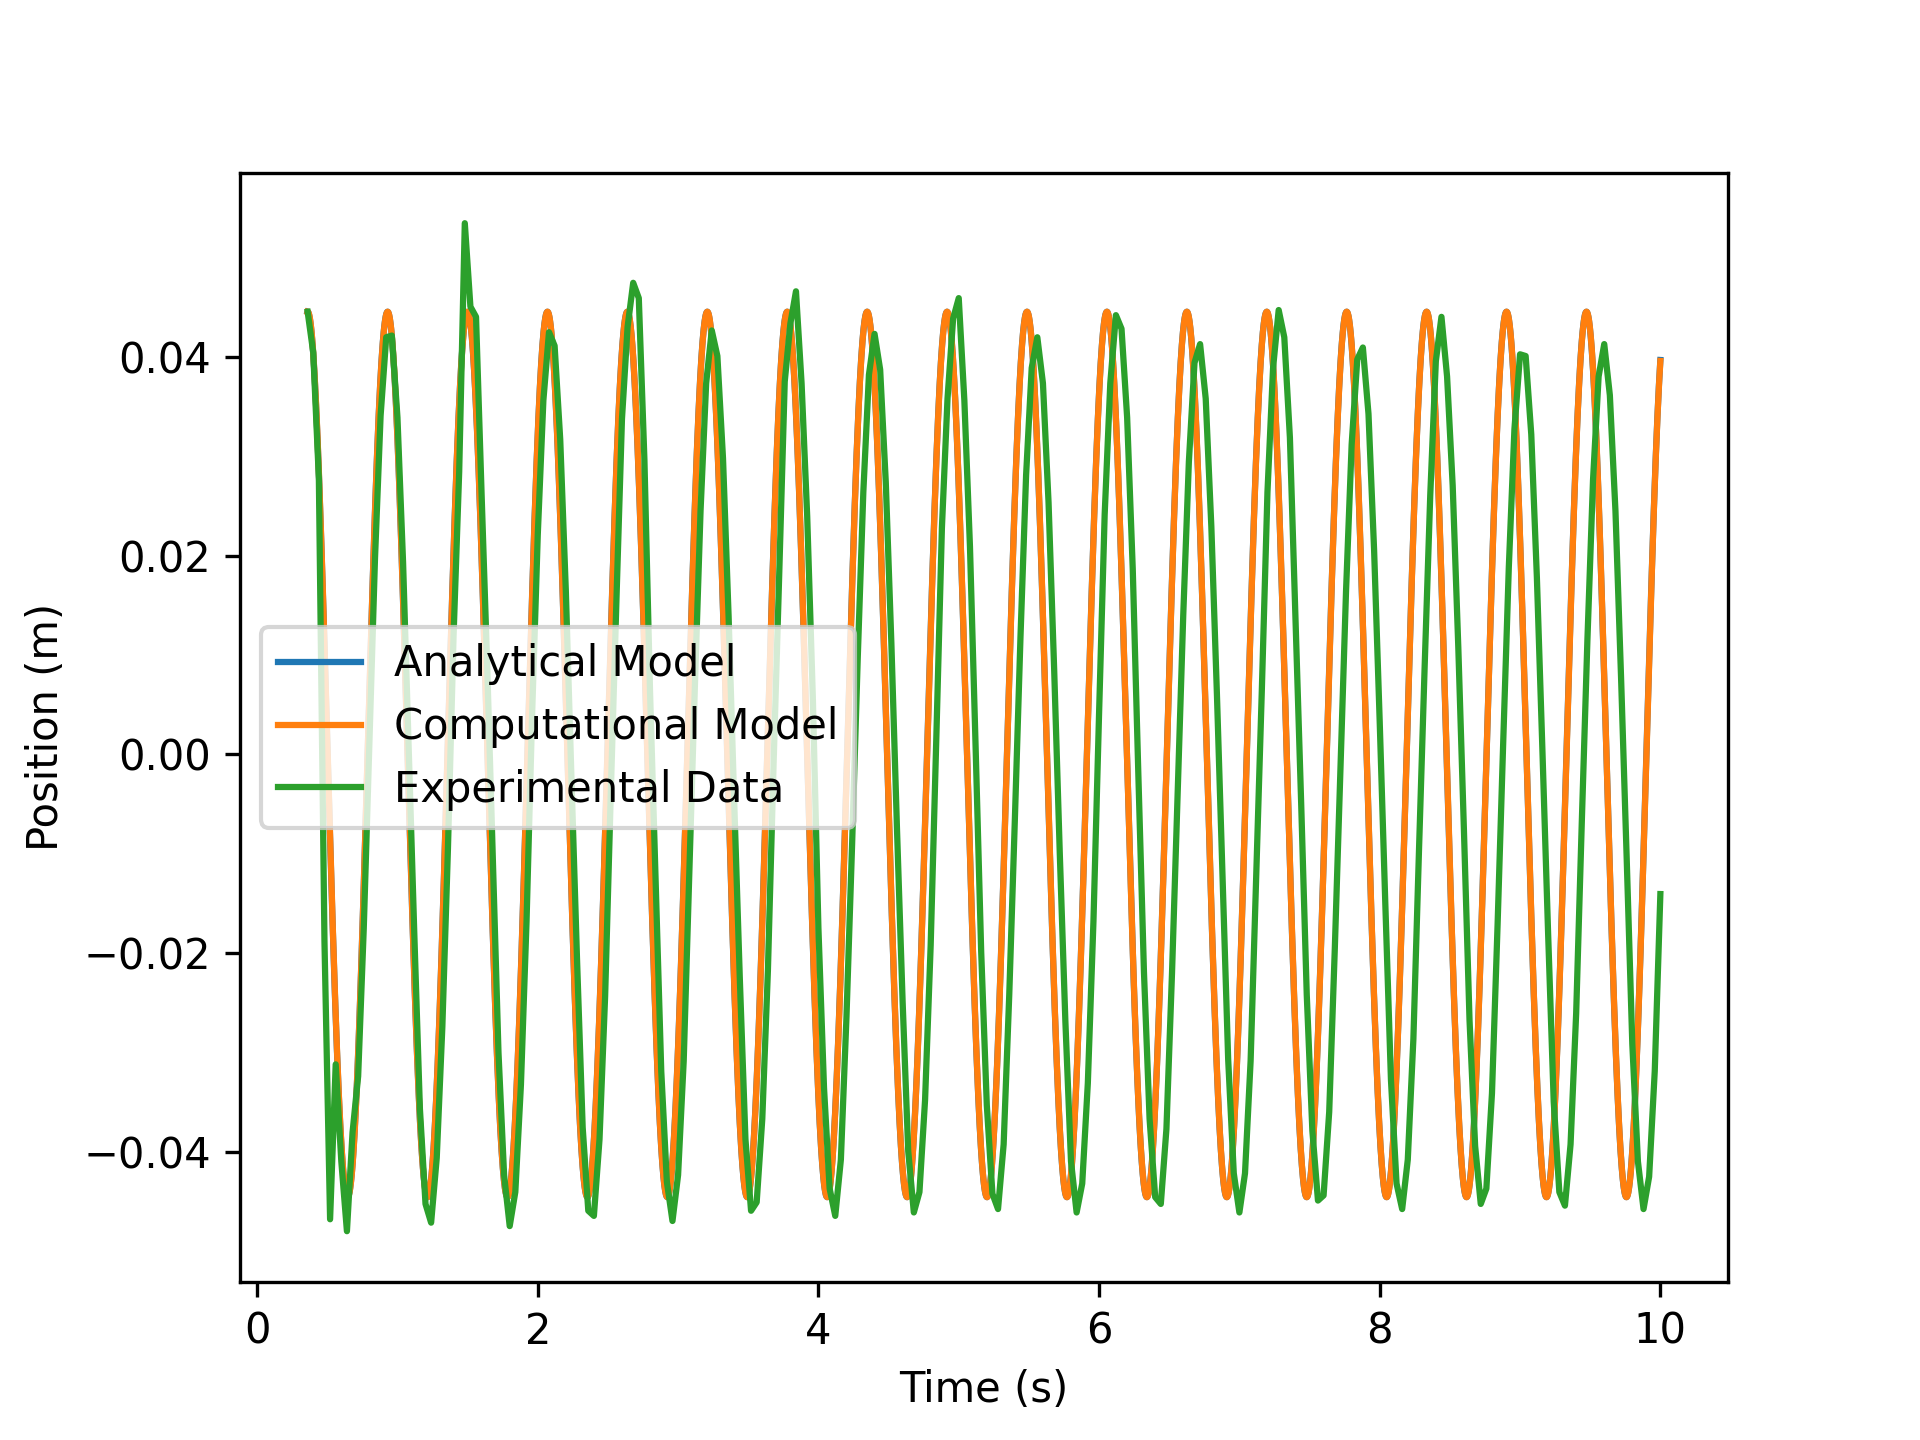 Analytical Model
Computational Model
Experimental Data
0.04
0.02
0.00
−0.02
−0.04
Position (m)
0 2 4 6 8 10
Time (s)